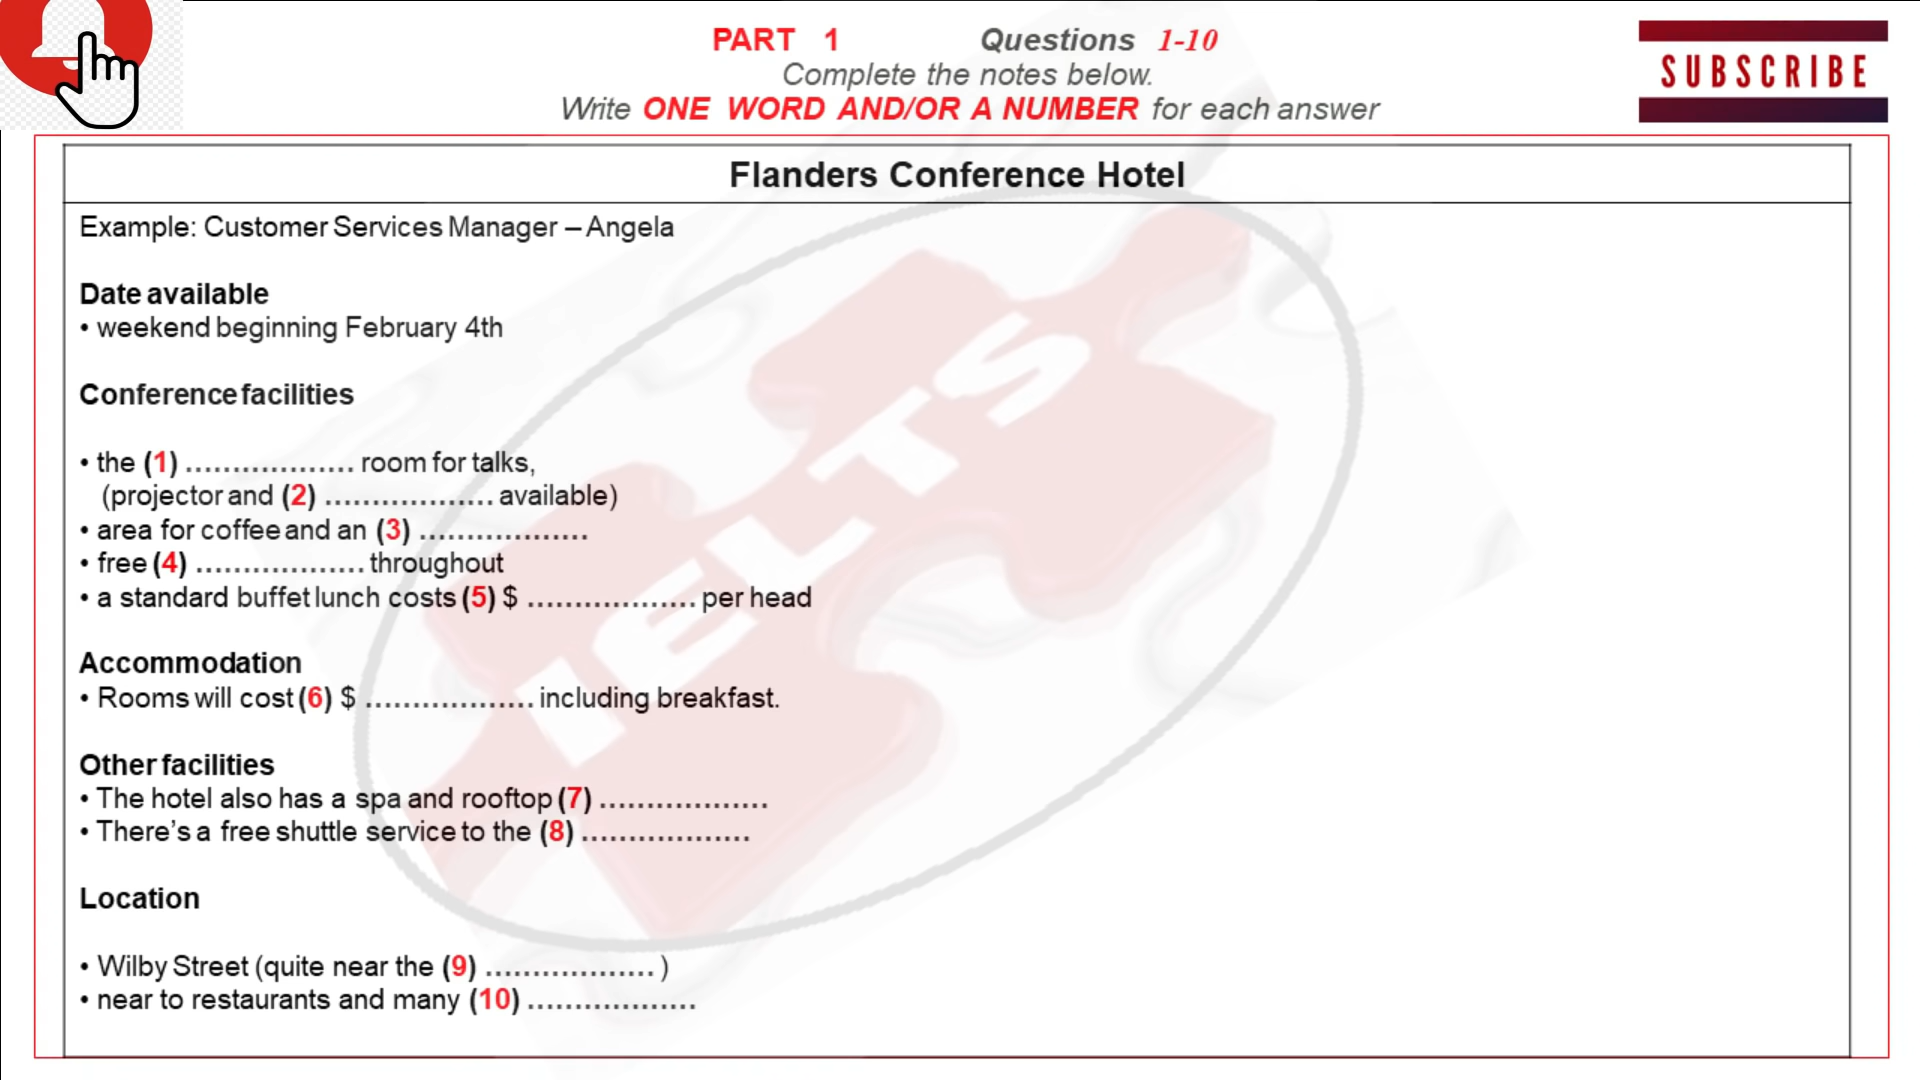 PART 1 Questions 1-10
Complete the notes below.
Write ONE WORD AND/OR A NUMBER for each answer
SUBSCRIBE
Flanders Conference Hotel
Example: Customer Services Manager – Angela
Date available
• weekend beginning February 4th
Conference facilities
• the (1) .................. room for talks,
(projector and (2) .................. available)
• area for coffee and an (3) ..................
• free (4) .................. throughout
• a standard buffet lunch costs (5) $ .................. per head
Accommodation
• Rooms will cost (6) $ .................. including breakfast.
Other facilities
• The hotel also has a spa and rooftop (7) ..................
• There's a free shuttle service to the (8) ..................
Location
• Wilby Street (quite near the (9) .................. )
• near to restaurants and many (10) ..................
IELTS